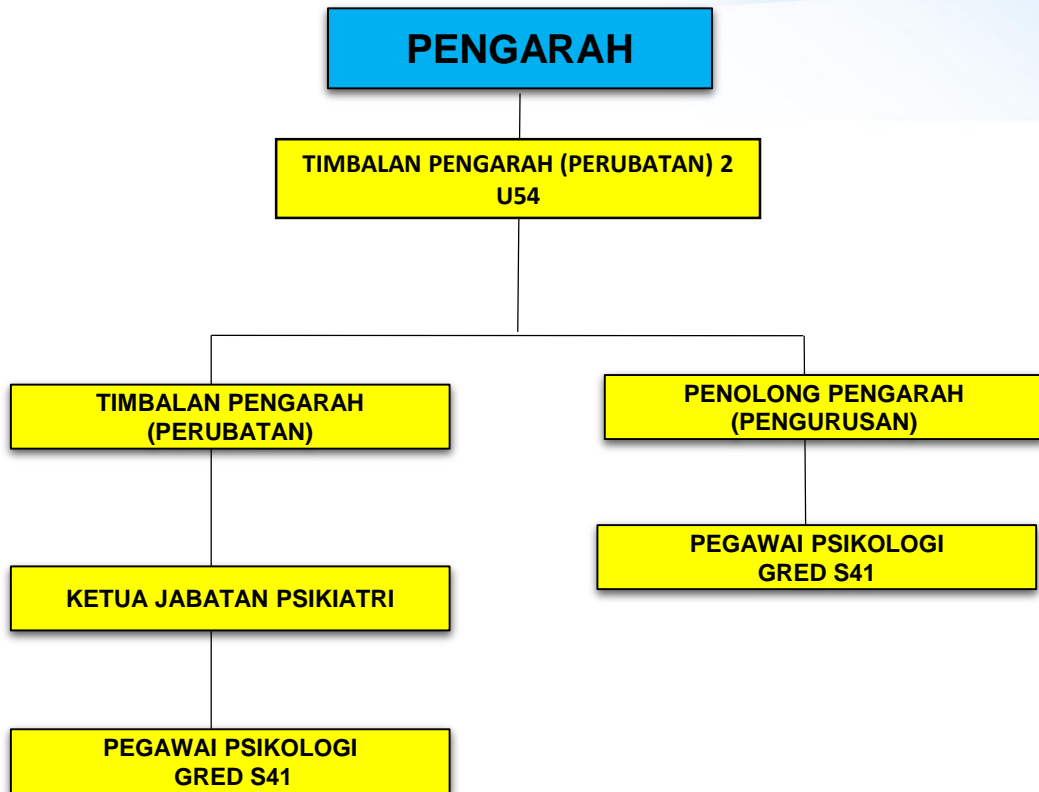 PENGARAH
TIMBALAN PENGARAH (PERUBATAN) 2
U54
TIMBALAN PENGARAH
(PERUBATAN)
PENOLONG PENGARAH
(PENGURUSAN)
PEGAWAI PSIKOLOGI
GRED S41
KETUA JABATAN PSIKIATRI
PEGAWAI PSIKOLOGI
GRED S41